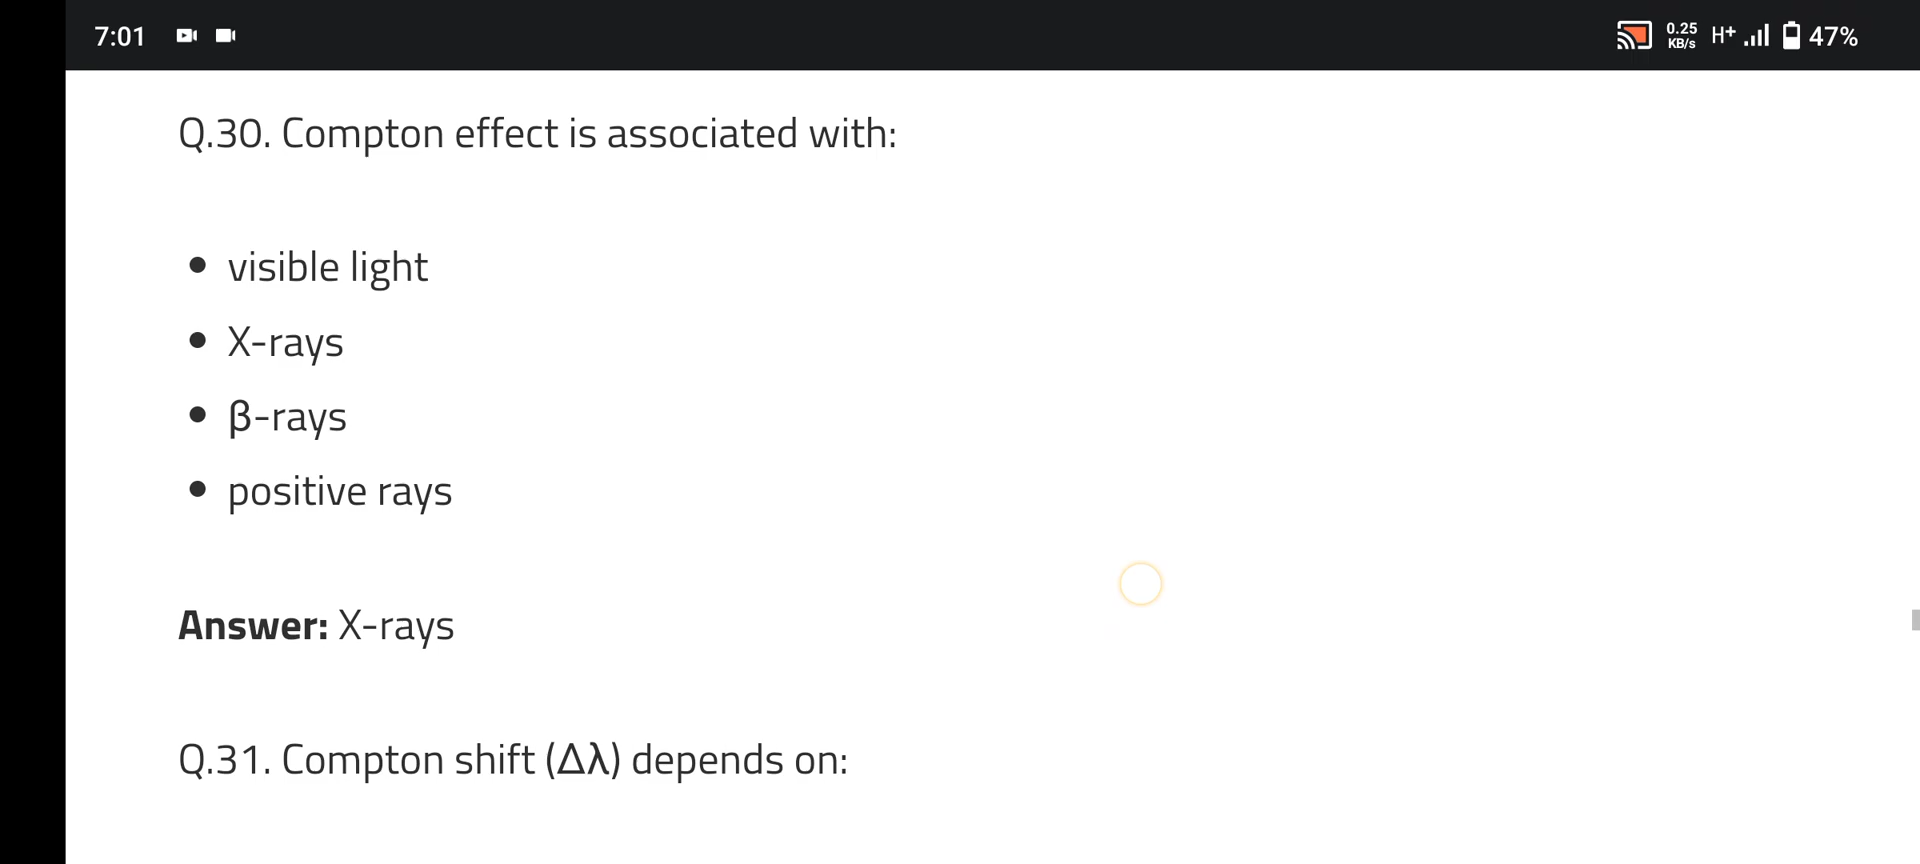 7:01 0.25 KB/s H+ 47%
Q.30. Compton effect is associated with:
• visible light
• X-rays
• β-rays
• positive rays
Answer: X-rays
Q.31. Compton shift (Δλ) depends on: